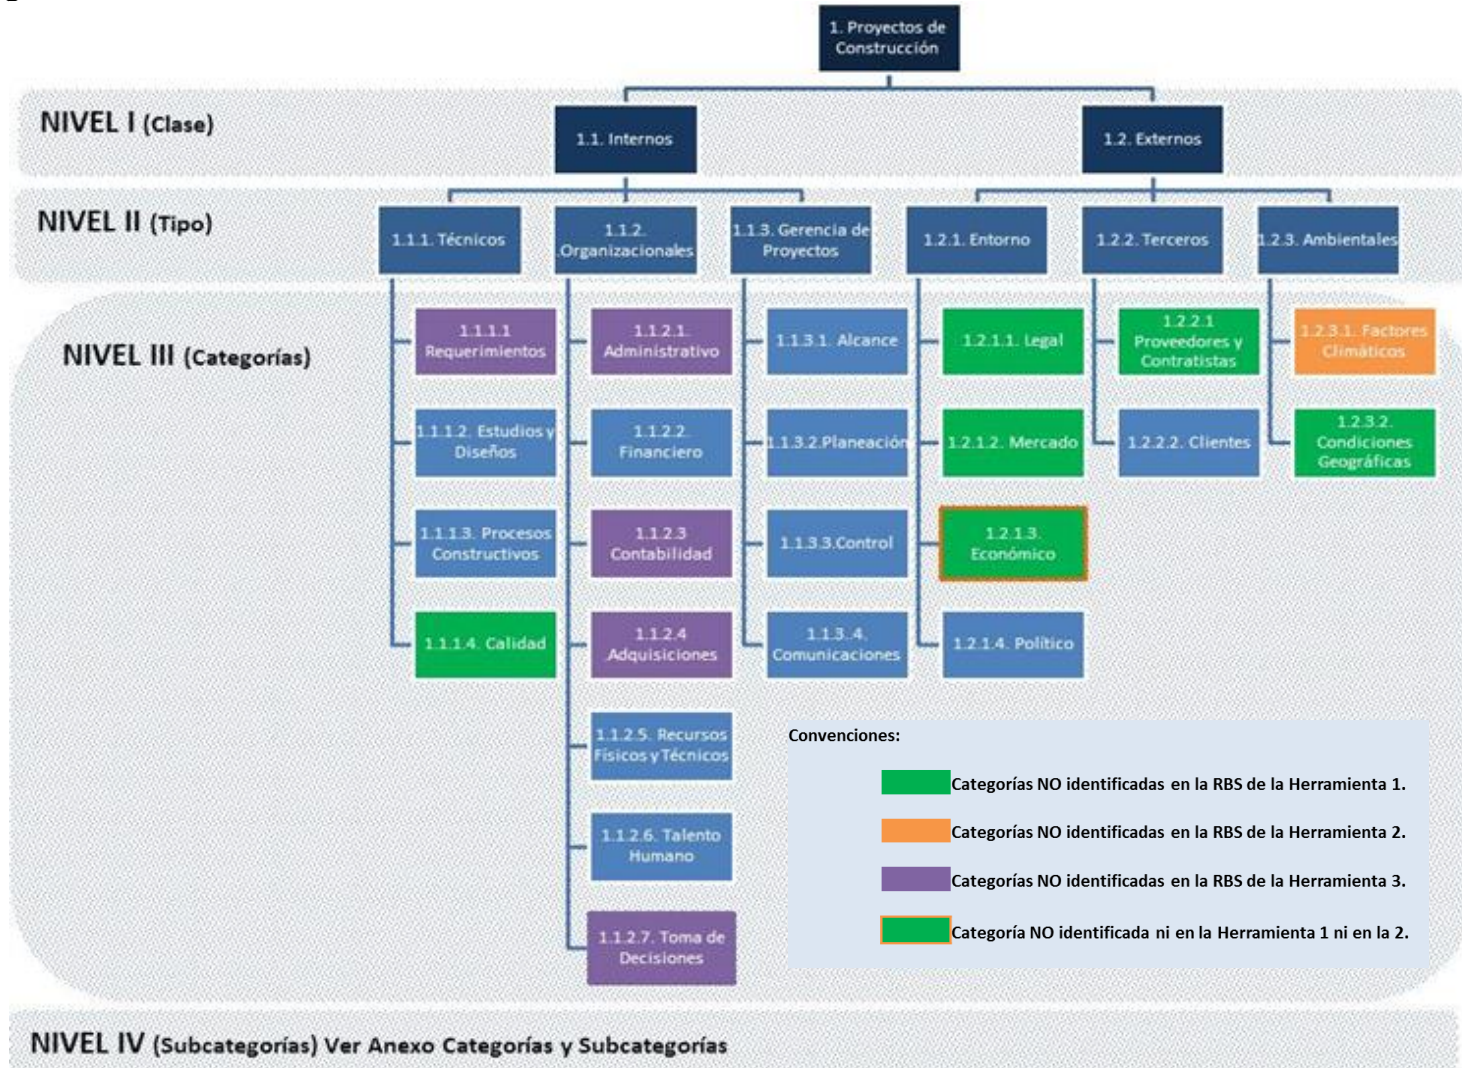 1. Proyectos de
Construcción
NIVEL I (Clase)
1.1. Internos
1.2. Externos
NIVEL II (Tipo)
1.1.1. Técnicos
1.1.2.
.Organizacionales
1.1.3. Gerencia de
Proyectos
1.2.1. Entorno
1.2.2. Terceros
1.2.3. Ambientales
NIVEL III (Categorías)
1.1.1.1
Requerimientos
1.1.1.2. Estudios y
Diseños
1.1.1.3. Procesos
Constructivos
1.1.1.4. Calidad
1.1.2.1.
Administrativo
1.1.2.2.
Financiero
1.1.2.3
Contabilidad
1.1.2.4
.Adquisiciones
1.1.2.5. Recursos
Físicos y Técnicos
1.1.2.6. Talento
Humano
1.1.2.7. Toma de
Decisiones
1.1.3.1. Alcance
1.1.3.2.Planeación
1.1.3.3.Control
1.1.3..4.
Comunicaciones
1.2.1.1. Legal
1.2.1.2. Mercado
1.2.1.3.
Económico
1.2.1.4. Político
1.2.2.1
Proveedores y
Contratistas
1.2.2.2. Clientes
1.2.3.1. Factores
Climáticos
1.2.3.2.
Condiciones
Geográficas
Convenciones:
Categorías NO identificadas en la RBS de la Herramienta 1.
Categorías NO identificadas en la RBS de la Herramienta 2.
Categorías NO identificadas en la RBS de la Herramienta 3.
Categoría NO identificada ni en la Herramienta 1 ni en la 2.
NIVEL IV (Subcategorías) Ver Anexo Categorías y Subcategorías